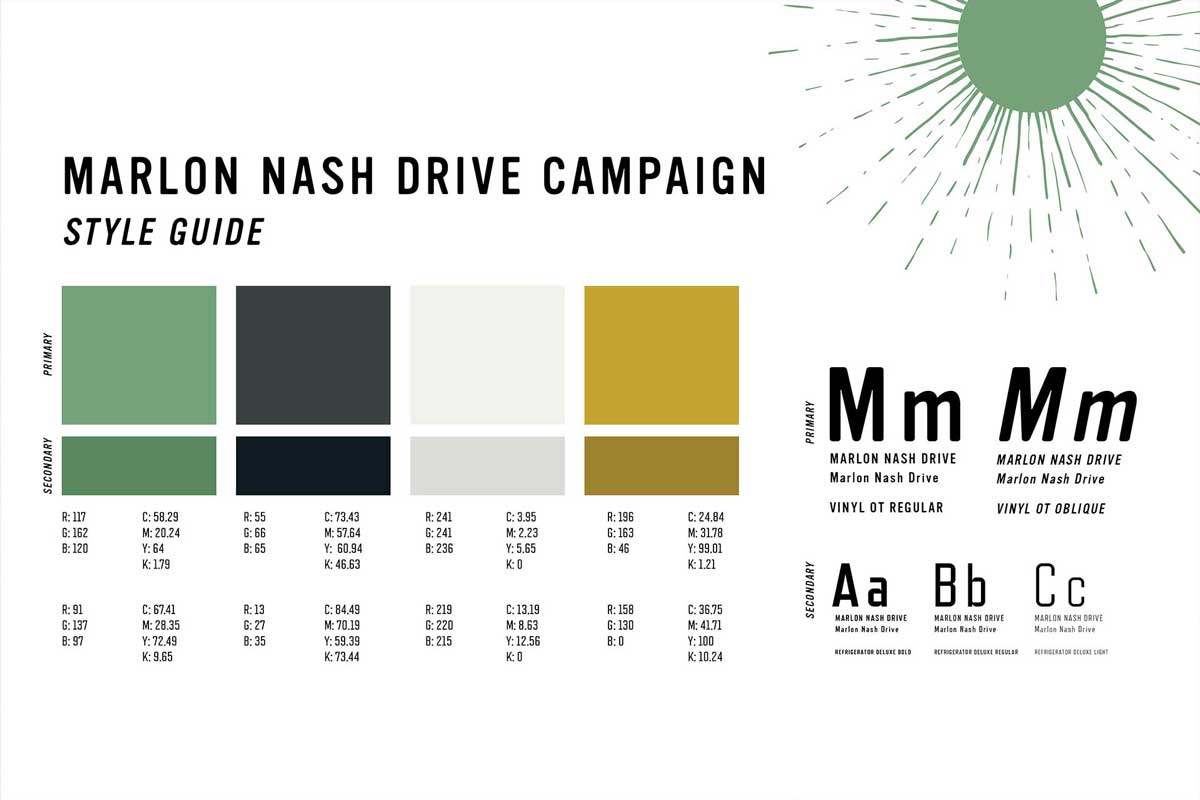 MARLON NASH DRIVE CAMPAIGN
STYLE GUIDE
PRIMARY
SECONDARY
R: 117
G: 162
B: 120
C: 58.29
M: 20.24
Y: 64
K: 1.79
R: 55
G: 66
B: 65
C: 73.43
M: 57.64
Y: 60.94
K: 46.63
R: 241
G: 241
B: 236
C: 3.95
M: 2.23
Y: 5.65
K: 0
R: 196
G: 163
B: 46
C: 24.84
M: 31.78
Y: 99.01
K: 1.21
R: 91
G: 137
B: 97
C: 67,41
M: 28.35
Y: 72.49
K: 9.65
R: 13
G: 27
B: 35
C: 84,49
M: 70.19
Y: 59.39
K: 73.44
R: 219
G: 220
B: 215
C: 13,19
M: 8.63
Y: 12.56
K: 0
R: 158
G: 130
B: 0
C: 36.75
M: 41.71
Y: 100
K: 10.24
PRIMARY
Mm
MARLON NASH DRIVE
Marlon Nash Drive
VINYL OT REGULAR
Mm
MARLON NASH DRIVE
Marlon Nash Drive
VINYL OT OBLIQUE
SECONDARY
Aa
MARLON NASH DRIVE
Marlon Nash Drive
REFRIGERATOR DELUXE BOLD
Bb
MARLON NASH DRIVE
Marlon Nash Drive
REFRIGERATOR DELUXE REGULAR
Cc
MARLON NASH DRIVE
Marlon Nash Drive
REFRIGERATOR DELUXE LIGHT